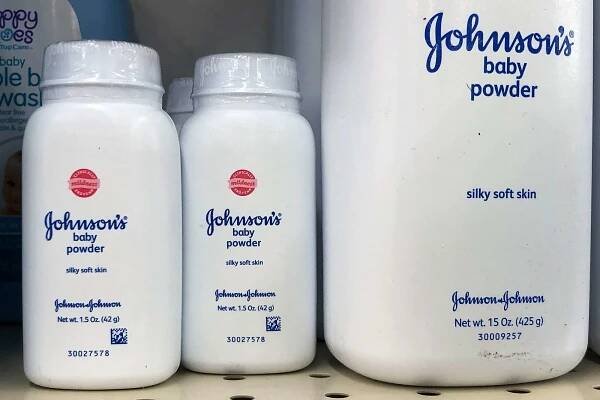 baby
Johnson's
baby
powder
silky soft skin
Johnson & Johnson
Net wt. 1.5 Oz. (42 g)
30027578
Johnson's
baby
powder
silky soft skin
Johnson & Johnson
Net wt. 1.5 Oz. (42 g)
30027578
Johnson's
baby
powder
silky soft skin
Johnson & Johnson
Net wt. 15 Oz. (425 g)
30009257